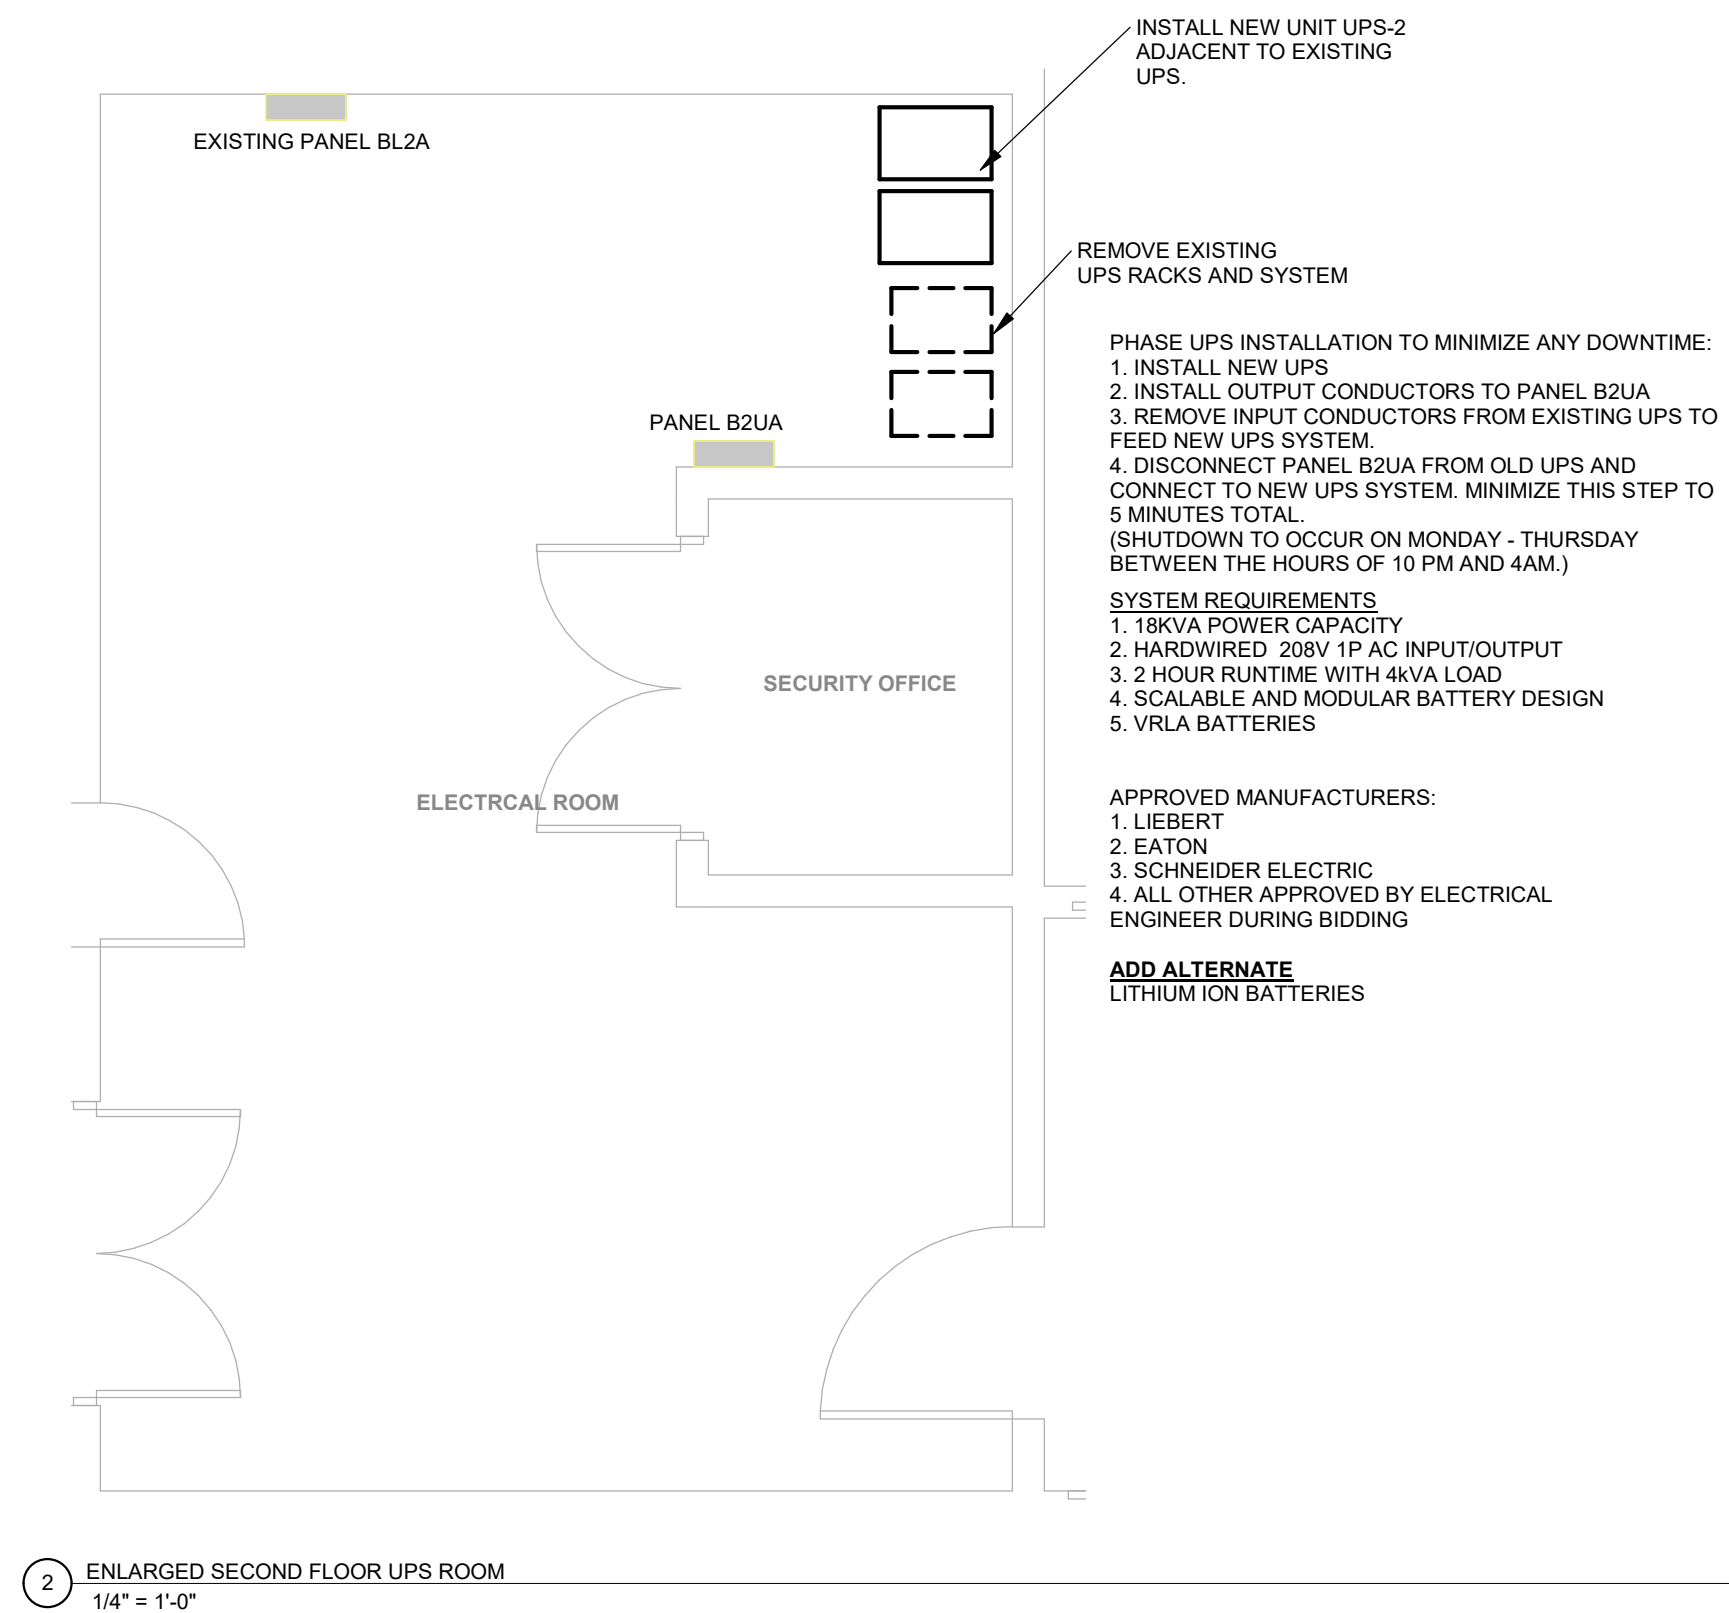 INSTALL NEW UNIT UPS-2
ADJACENT TO EXISTING
UPS.
EXISTING PANEL BL2A
REMOVE EXISTING
UPS RACKS AND SYSTEM
PANEL B2UA
PHASE UPS INSTALLATION TO MINIMIZE ANY DOWNTIME:
1. INSTALL NEW UPS
2. INSTALL OUTPUT CONDUCTORS TO PANEL B2UA
3. REMOVE INPUT CONDUCTORS FROM EXISTING UPS TO
FEED NEW UPS SYSTEM.
4. DISCONNECT PANEL B2UA FROM OLD UPS AND
CONNECT TO NEW UPS SYSTEM. MINIMIZE THIS STEP TO
5 MINUTES TOTAL.
(SHUTDOWN TO OCCUR ON MONDAY - THURSDAY
BETWEEN THE HOURS OF 10 PM AND 4AM.)
SYSTEM REQUIREMENTS
1. 18KVA POWER CAPACITY
2. HARDWIRED  208V 1P AC INPUT/OUTPUT
3. 2 HOUR RUNTIME WITH 4kVA LOAD
4. SCALABLE AND MODULAR BATTERY DESIGN
5. VRLA BATTERIES
SECURITY OFFICE
ELECTRCAL ROOM
APPROVED MANUFACTURERS:
1. LIEBERT
2. EATON
3. SCHNEIDER ELECTRIC
4. ALL OTHER APPROVED BY ELECTRICAL
ENGINEER DURING BIDDING
ADD ALTERNATE
LITHIUM ION BATTERIES
2
ENLARGED SECOND FLOOR UPS ROOM
1/4" = 1'-0"